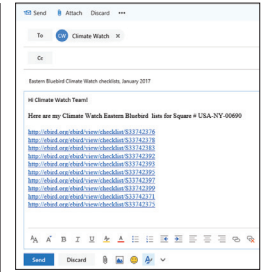 Send Attach Discard •••
To CW Climate Watch ×
Cc
Eastern Bluebird Climate Watch checklists, January 2017
Hi Climate Watch Team!
Here are my Climate Watch Eastern Bluebird lists for Square # USA-NY-00690
http://ebird.org/ebird/view/checklist/S33742376
http://ebird.org/ebird/view/checklist/S33742378
http://ebird.org/ebird/view/checklist/S33742383
http://ebird.org/ebird/view/checklist/S33742392
http://ebird.org/ebird/view/checklist/S33742393
http://ebird.org/ebird/view/checklist/S33742395
http://ebird.org/ebird/view/checklist/S33742396
http://ebird.org/ebird/view/checklist/S33742397
http://ebird.org/ebird/view/checklist/S33742399
http://ebird.org/ebird/view/checklist/S33742371
http://ebird.org/ebird/view/checklist/S33742375
B I U
Send Discard